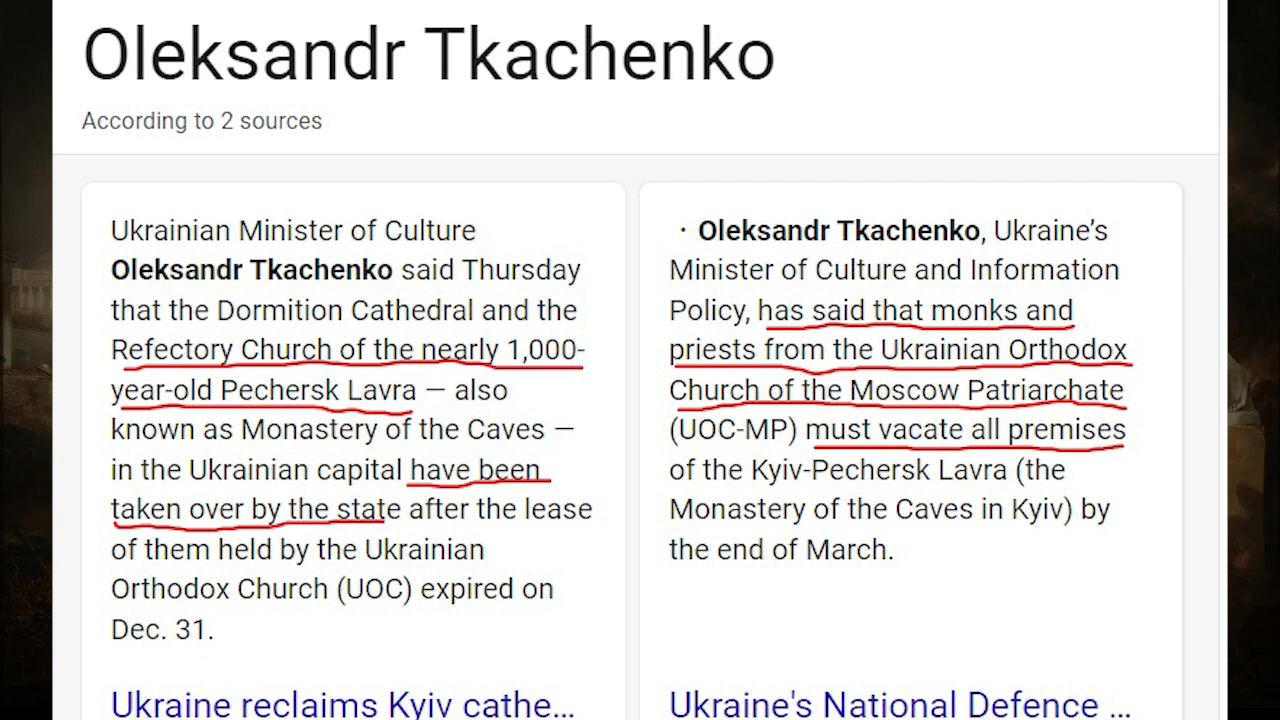 Oleksandr Tkachenko
According to 2 sources
Ukrainian Minister of Culture
Oleksandr Tkachenko said Thursday
that the Dormition Cathedral and the
Refectory Church of the nearly 1,000-
year-old Pechersk Lavra — also
known as Monastery of the Caves —
in the Ukrainian capital have been
taken over by the state after the lease
of them held by the Ukrainian
Orthodox Church (UOC) expired on
Dec. 31.
Ukraine reclaims Kyiv cathe...
· Oleksandr Tkachenko, Ukraine’s
Minister of Culture and Information
Policy, has said that monks and
priests from the Ukrainian Orthodox
Church of the Moscow Patriarchate
(UOC-MP) must vacate all premises
of the Kyiv-Pechersk Lavra (the
Monastery of the Caves in Kyiv) by
the end of March.
Ukraine's National Defence ...